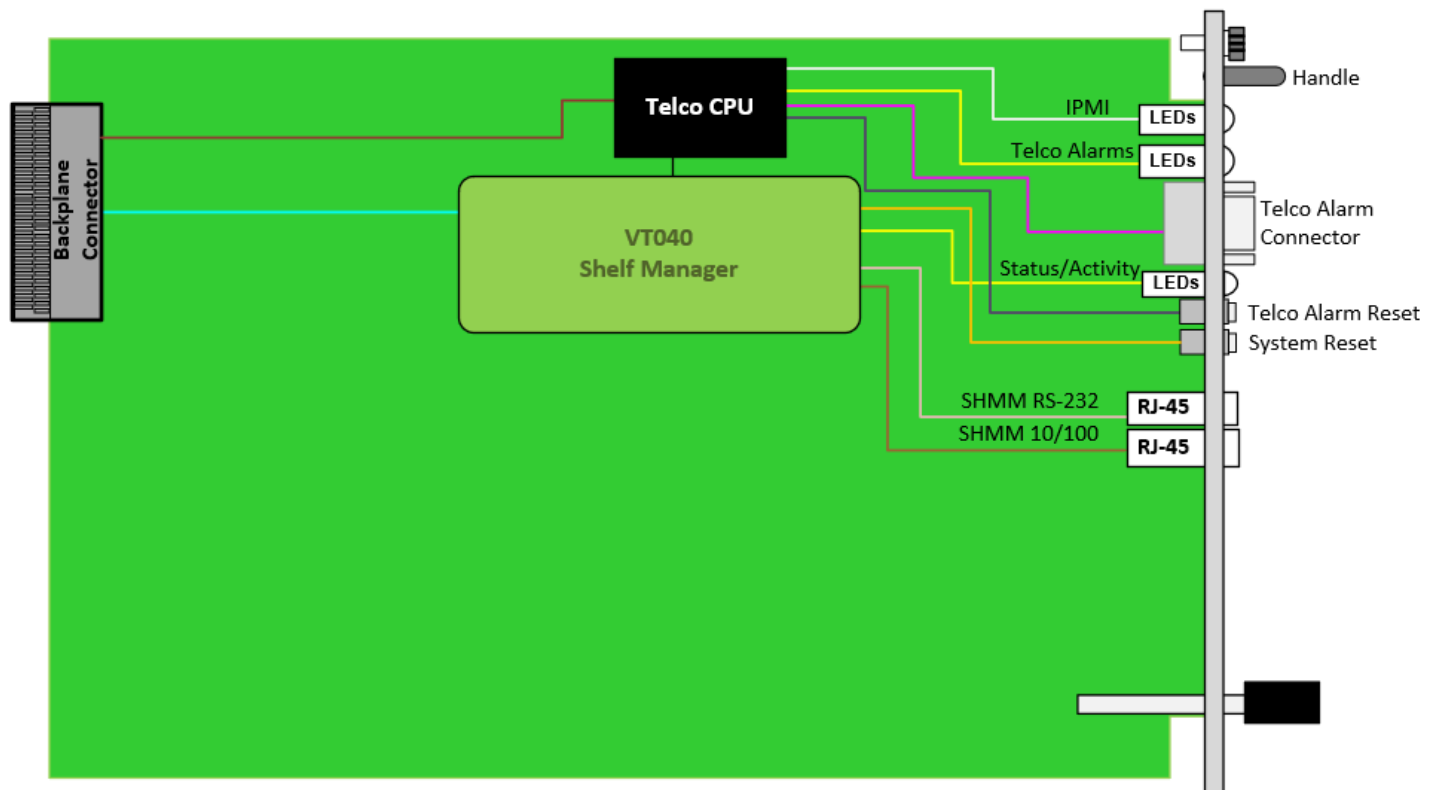 Telco CPU
Handle
IPMI
LEDs
Telco Alarms
LEDs
Backplane
Connector
Telco Alarm
Connector
VT040
Shelf Manager
Status/Activity
LEDs
Telco Alarm Reset
System Reset
SHMM RS-232
RJ-45
SHMM 10/100
RJ-45